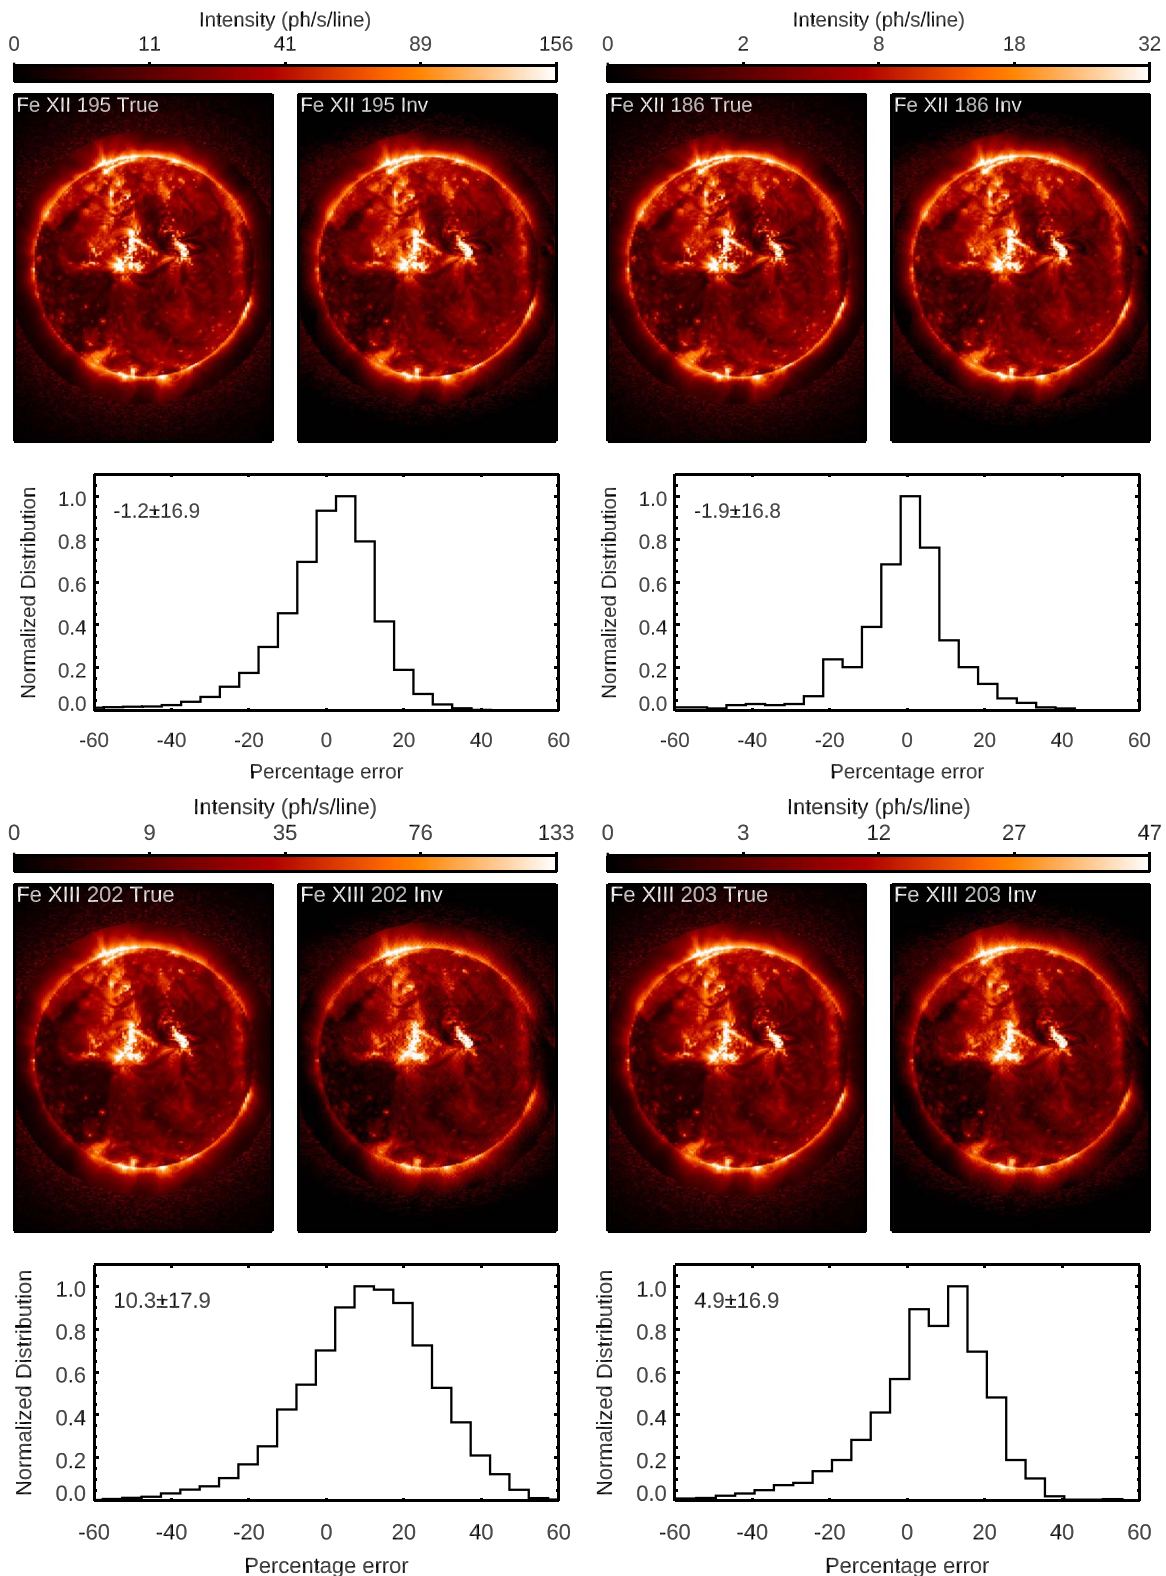 Intensity (ph/s/line)
0 11 41 89 156
Fe XII 195 True
Fe XII 195 Inv
Intensity (ph/s/line)
0 2 8 18 32
Fe XII 186 True
Fe XII 186 Inv
Normalized Distribution
1.0
0.8
0.6
0.4
0.2
0.0
-1.2±16.9
-60 -40 -20 0 20 40 60
Percentage error
Normalized Distribution
1.0
0.8
0.6
0.4
0.2
0.0
-1.9±16.8
-60 -40 -20 0 20 40 60
Percentage error
Intensity (ph/s/line)
0 9 35 76 133
Fe XIII 202 True
Fe XIII 202 Inv
Intensity (ph/s/line)
0 3 12 27 47
Fe XIII 203 True
Fe XIII 203 Inv
Normalized Distribution
1.0
0.8
0.6
0.4
0.2
0.0
10.3±17.9
-60 -40 -20 0 20 40 60
Percentage error
Normalized Distribution
1.0
0.8
0.6
0.4
0.2
0.0
4.9±16.9
-60 -40 -20 0 20 40 60
Percentage error